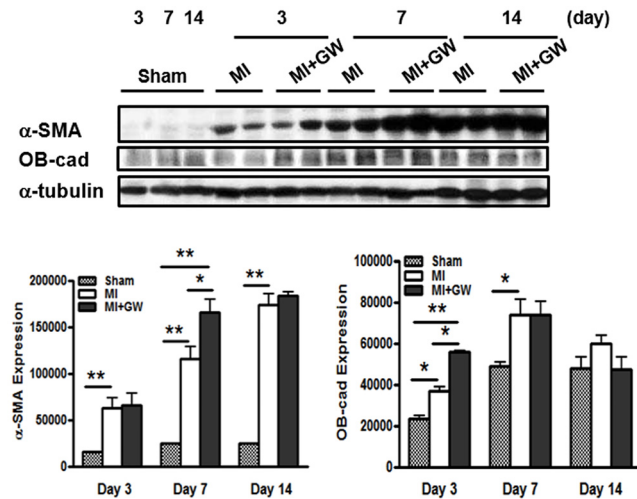 3 7 14 3 7 14 (day)
Sham MI MI+GW MI MI+GW MI MI+GW
α-SMA
OB-cad
α-tubulin
α-SMA Expression
200000
150000
100000
50000
0
Sham
MI
MI+GW
**
**
**
*
**
Day 3 Day 7 Day 14
OB-cad Expression
100000
80000
60000
40000
20000
0
Sham
MI
MI+GW
*
**
*
*
Day 3 Day 7 Day 14